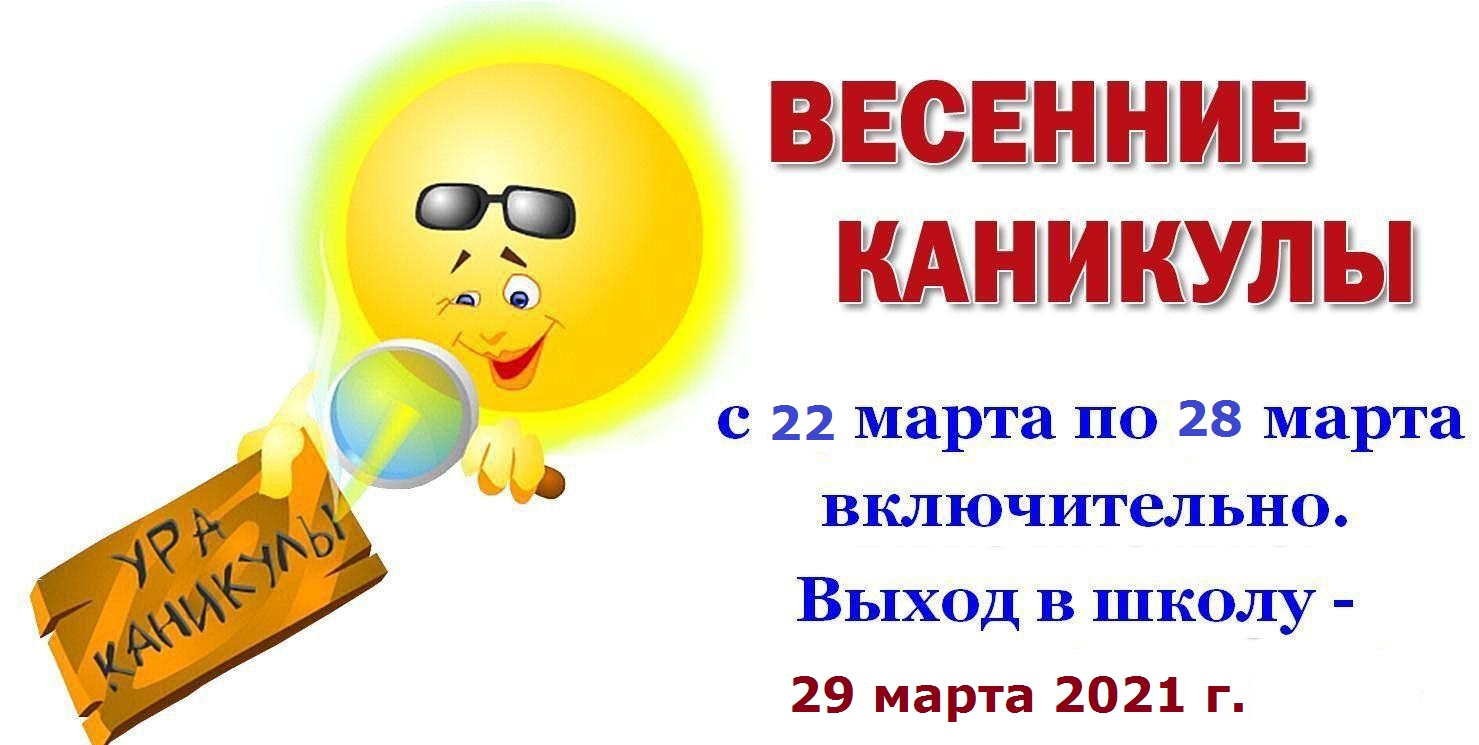 ВЕСЕННИЕ
КАНИКУЛЫ
с 22 марта по 28 марта
включительно.
Выход в школу -
29 марта 2021 г.
УРА
КАНИКУЛЫ